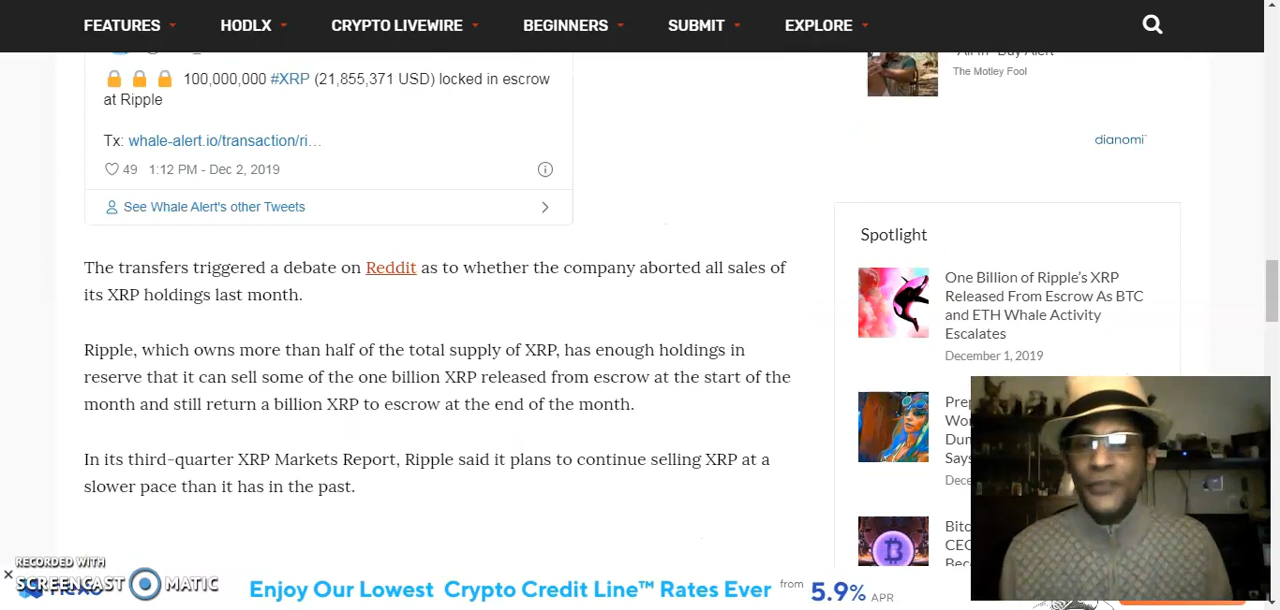 FEATURES HODLX CRYPTO LIVEWIRE BEGINNERS SUBMIT EXPLORE
100,000,000 #XRP (21,855,371 USD) locked in escrow
at Ripple
Tx: whale-alert.io/transaction/ri…
49 1:12 PM - Dec 2, 2019
See Whale Alert's other Tweets
The transfers triggered a debate on Reddit as to whether the company aborted all sales of
its XRP holdings last month.
Ripple, which owns more than half of the total supply of XRP, has enough holdings in
reserve that it can sell some of the one billion XRP released from escrow at the start of the
month and still return a billion XRP to escrow at the end of the month.
In its third-quarter XRP Markets Report, Ripple said it plans to continue selling XRP at a
slower pace than it has in the past.
"All In" Buy Alert
The Motley Fool
dianomi
Spotlight
One Billion of Ripple's XRP
Released From Escrow As BTC
and ETH Whale Activity
Escalates
December 1, 2019
Says
RECORDED WITH
SCREENCAST MATIC
Enjoy Our Lowest Crypto Credit Line™ Rates Ever from 5.9% APR